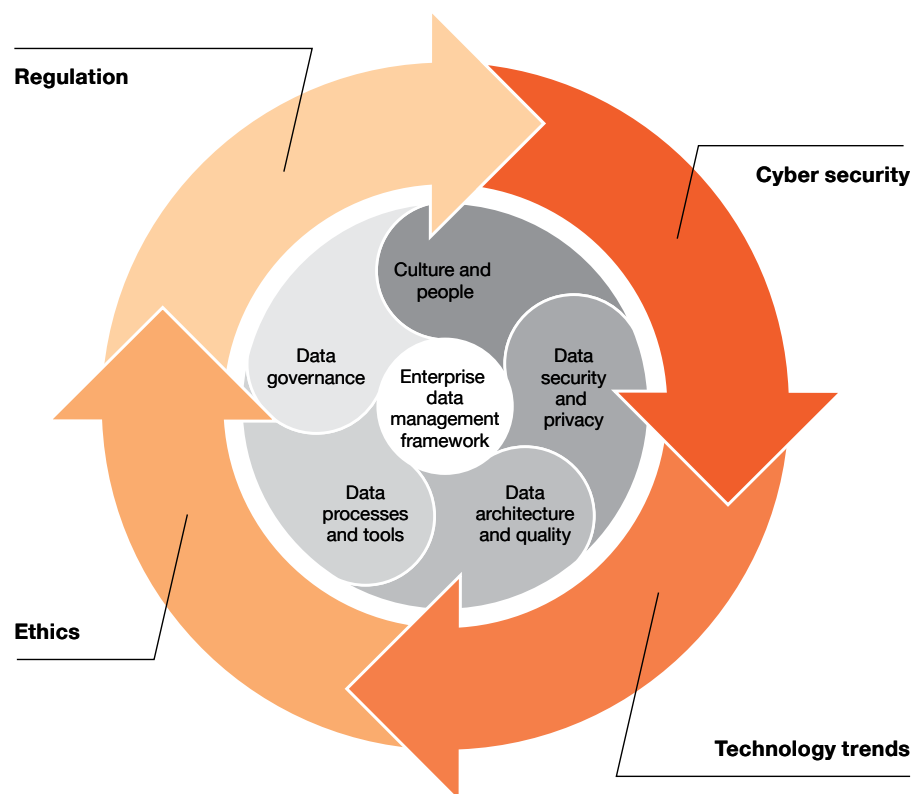 Regulation
Cyber security
Culture and
people
Data
governance
Data
security
and
privacy
Enterprise
data
management
framework
Data
processes
and tools
Data
architecture
and quality
Ethics
Technology trends